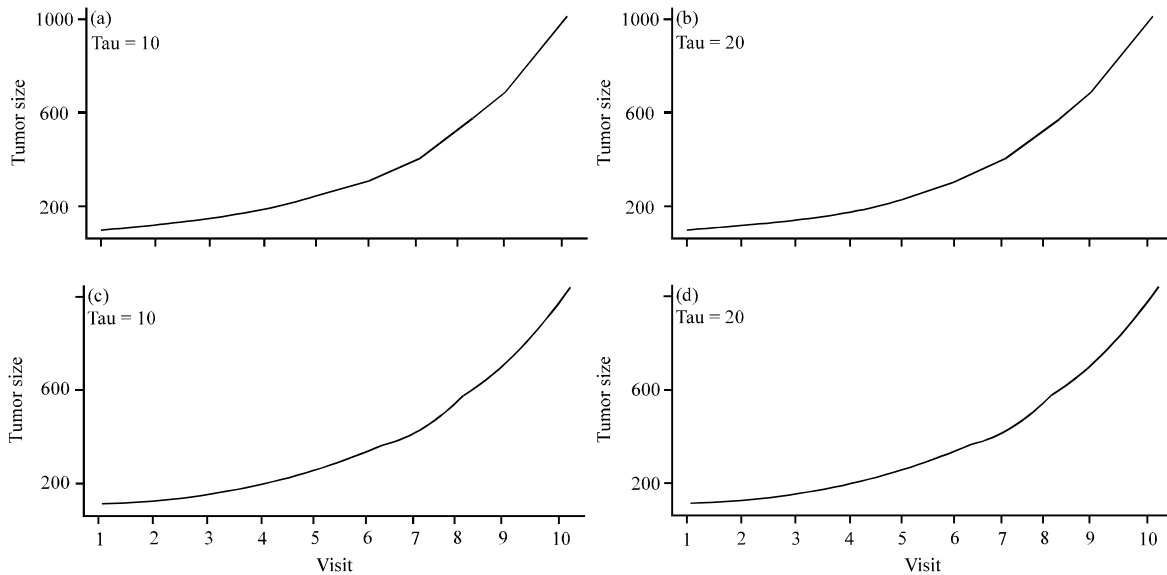 (a)
Tau = 10
1000
600
200
Tumor size
(b)
Tau = 20
1000
600
200
Tumor size
(c)
Tau = 10
600
200
Tumor size
1 2 3 4 5 6 7 8 9 10
Visit
(d)
Tau = 20
600
200
Tumor size
1 2 3 4 5 6 7 8 9 10
Visit